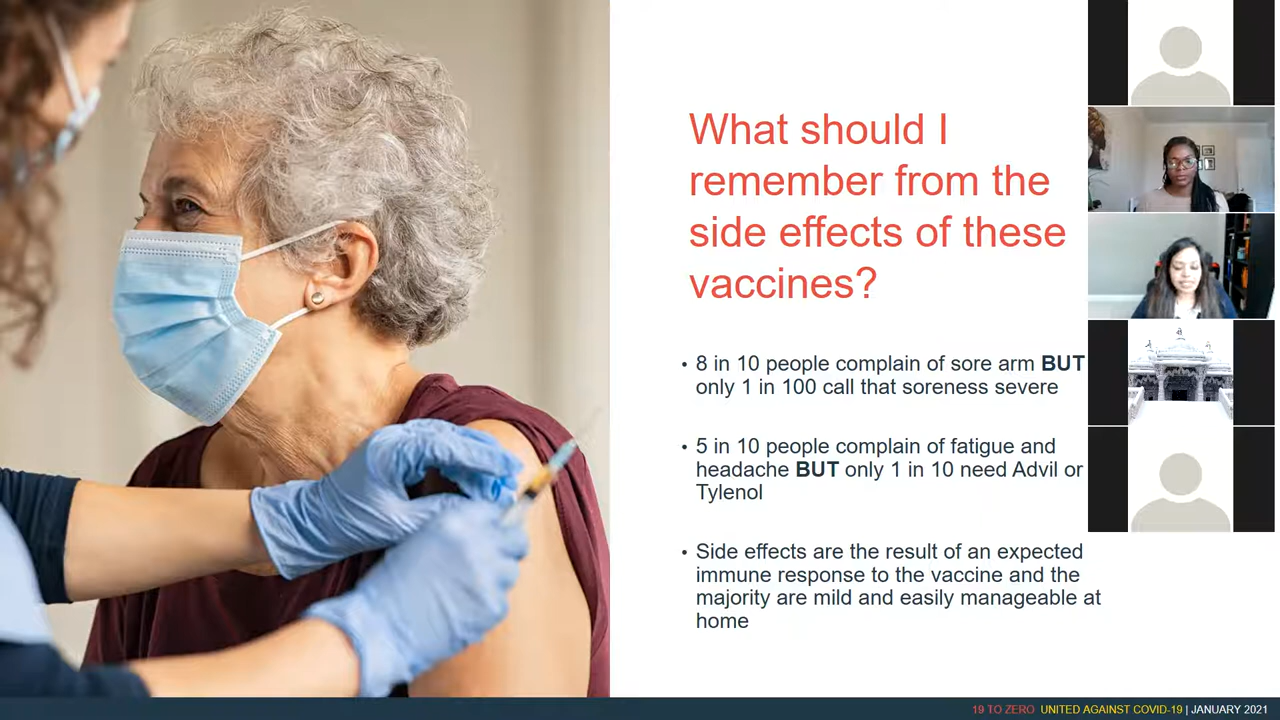 What should I
remember from the
side effects of these
vaccines?
• 8 in 10 people complain of sore arm BUT
only 1 in 100 call that soreness severe
• 5 in 10 people complain of fatigue and
headache BUT only 1 in 10 need Advil or
Tylenol
• Side effects are the result of an expected
immune response to the vaccine and the
majority are mild and easily manageable at
home
19 TO ZERO UNITED AGAINST COVID-19 | JANUARY 2021